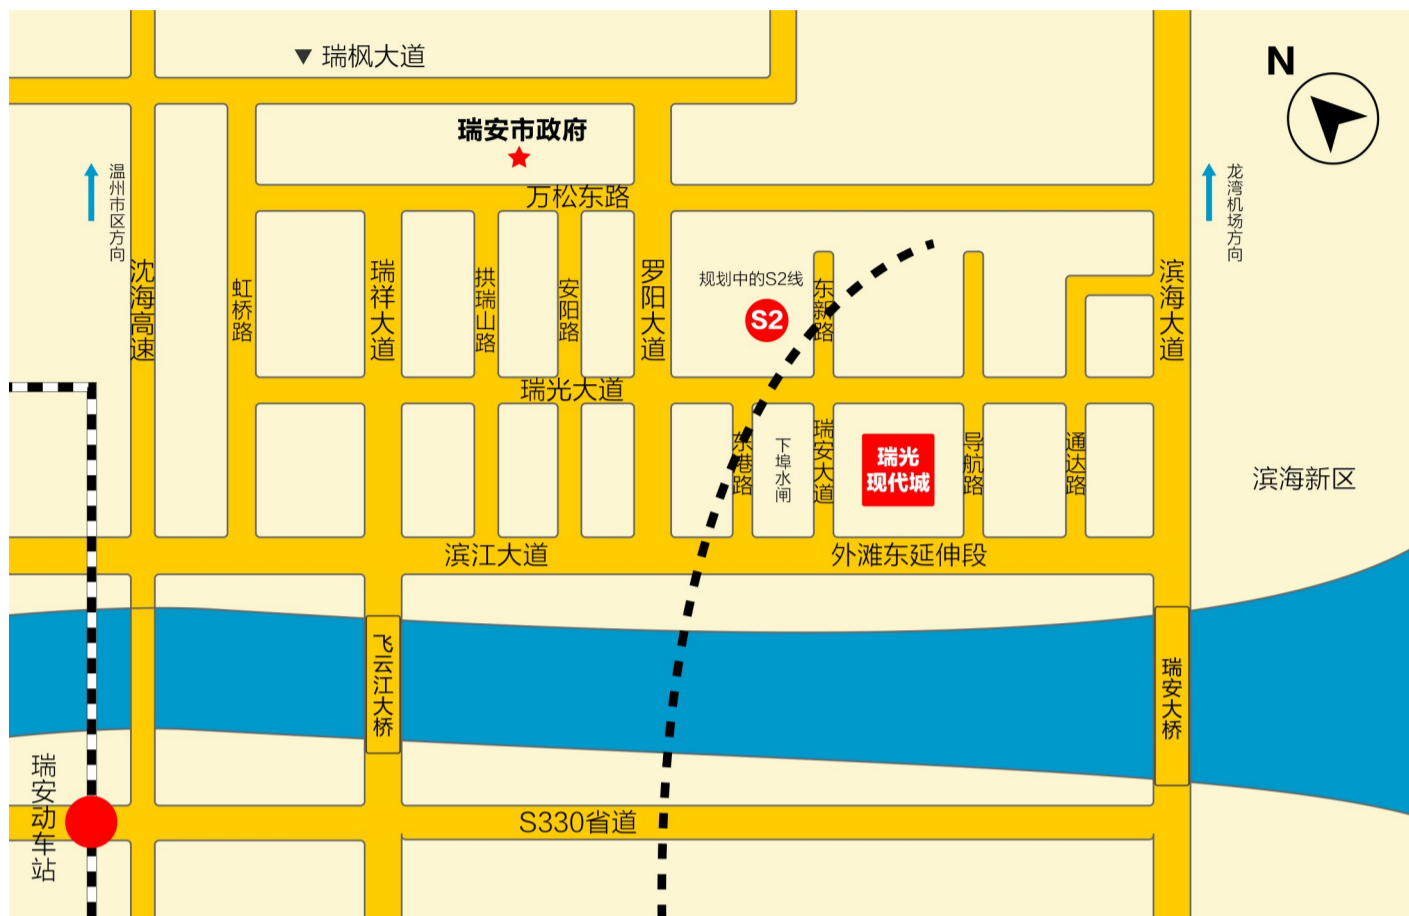 ▼ 瑞枫大道
N
瑞安市政府
温州市区方向
龙湾机场方向
万松东路
沈海高速
虹桥路
瑞祥大道
拱瑞山路
安阳路
罗阳大道
规划中的S2线
S2
东新路
滨海大道
瑞光大道
东港路
下埠水闸
瑞安大道
瑞光
现代城
导航路
通达路
滨海新区
滨江大道
外滩东延伸段
飞云江大桥
瑞安大桥
瑞安动车站
S330省道